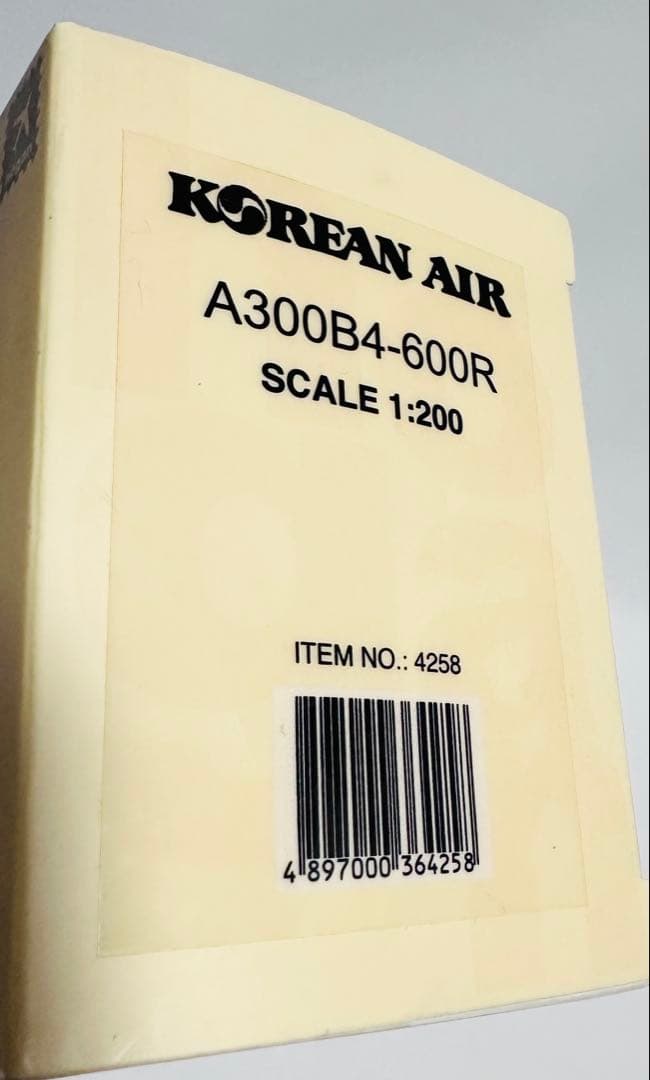 KOREAN AIR
A300B4-600R
SCALE 1:200
ITEM NO.: 4258
4 897000 364258